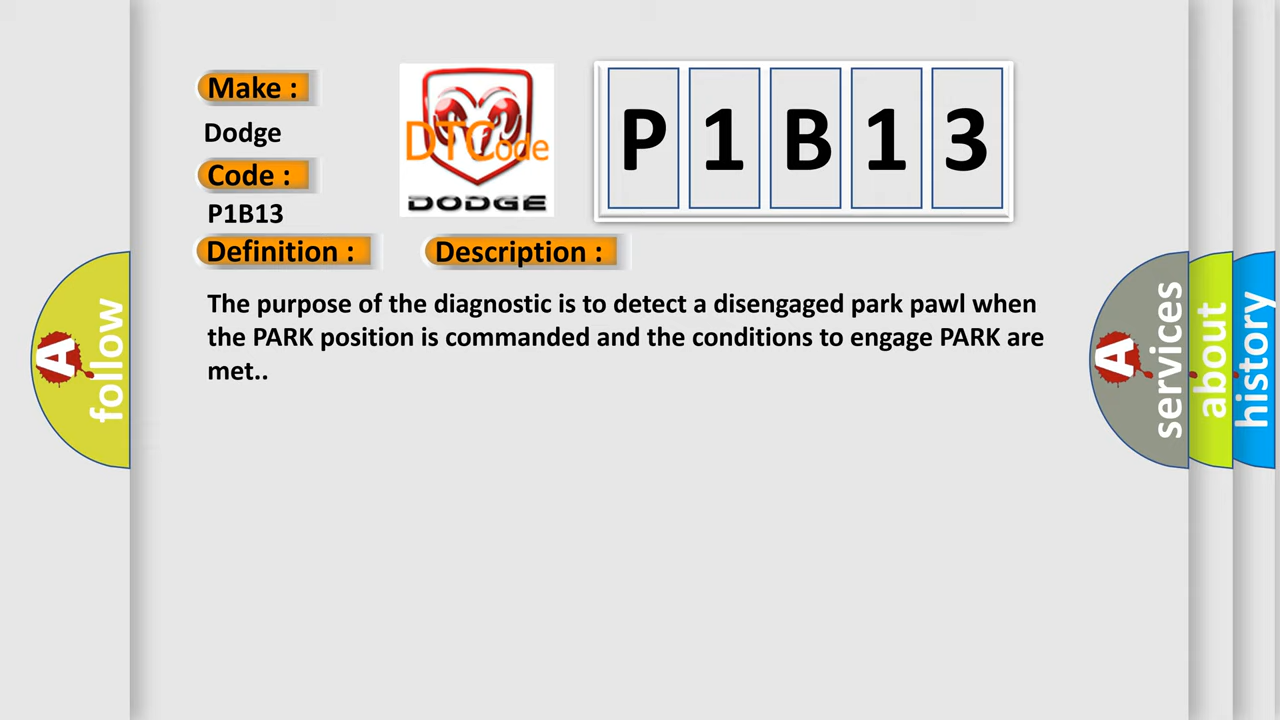 Make :
Dodge
Code :
P1B13
DTCode
DODGE
P 1 B 1 3
Definition :
Description :
The purpose of the diagnostic is to detect a disengaged park pawl when
the PARK position is commanded and the conditions to engage PARK are
met..
A follow
A services
about
history